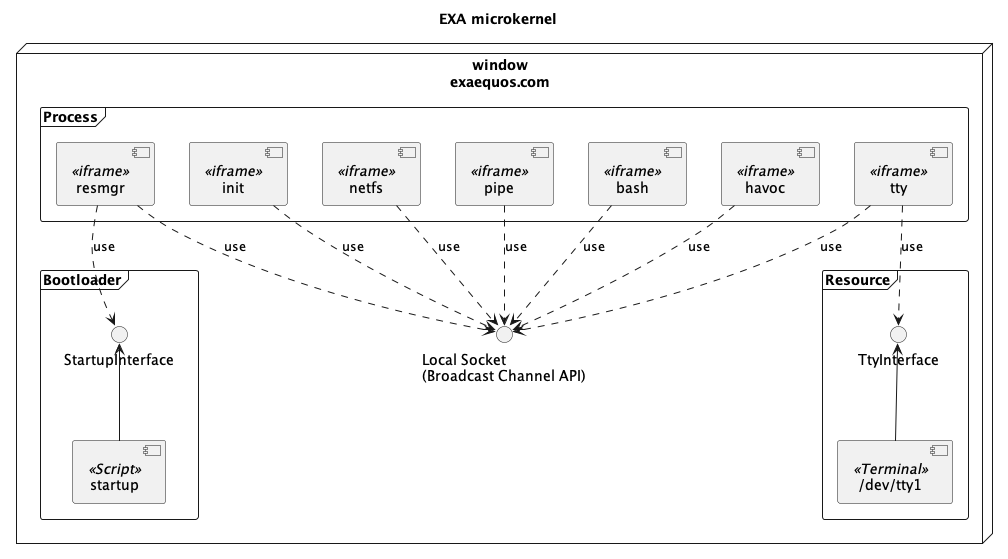 EXA microkernel
window
exaequos.com
Process
«iframe»
resmgr
«iframe»
init
«iframe»
netfs
«iframe»
pipe
«iframe»
bash
«iframe»
havoc
«iframe»
tty
use
use
use
use
use
use
use
use
use
Bootloader
Resource
StartupInterface
Local Socket
(Broadcast Channel API)
TtyInterface
«Script»
startup
«Terminal»
/dev/tty1